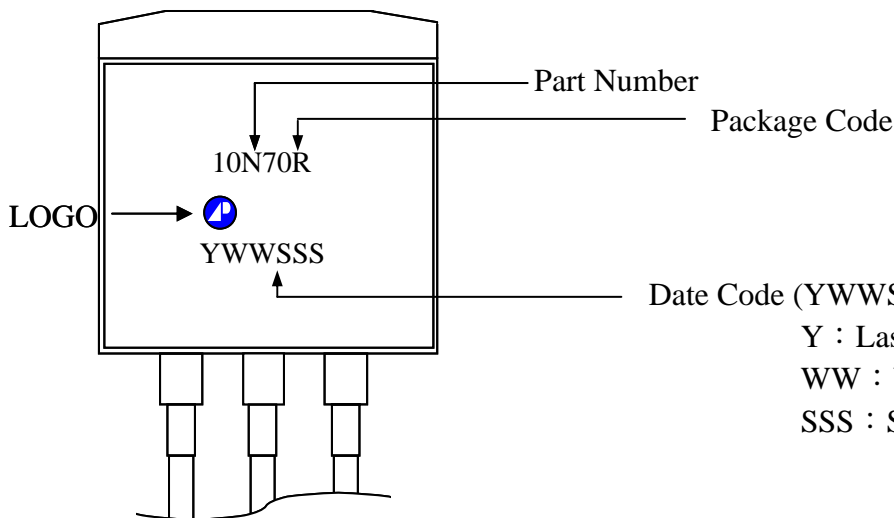 Part Number
Package Code
10N70R
LOGO
YWWSSS
Date Code (YWWS
Y：Las
WW：
SSS：S